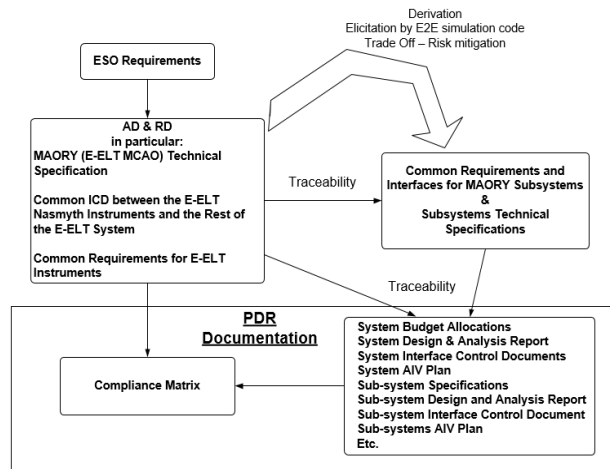 Derivation
Elicitation by E2E simulation code
Trade Off – Risk mitigation
ESO Requirements
AD & RD
in particular:
MAORY (E-ELT MCAO) Technical
Specification
Common ICD between the E-ELT
Nasmyth Instruments and the Rest of
the E-ELT System
Common Requirements for E-ELT
Instruments
Traceability
Common Requirements and
Interfaces for MAORY Subsystems
&
Subsystems Technical
Specifications
Traceability
PDR
Documentation
Compliance Matrix
System Budget Allocations
System Design & Analysis Report
System Interface Control Documents
System AIV Plan
Sub-system Specifications
Sub-system Design and Analysis Report
Sub-system Interface Control Document
Sub-systems AIV Plan
Etc.